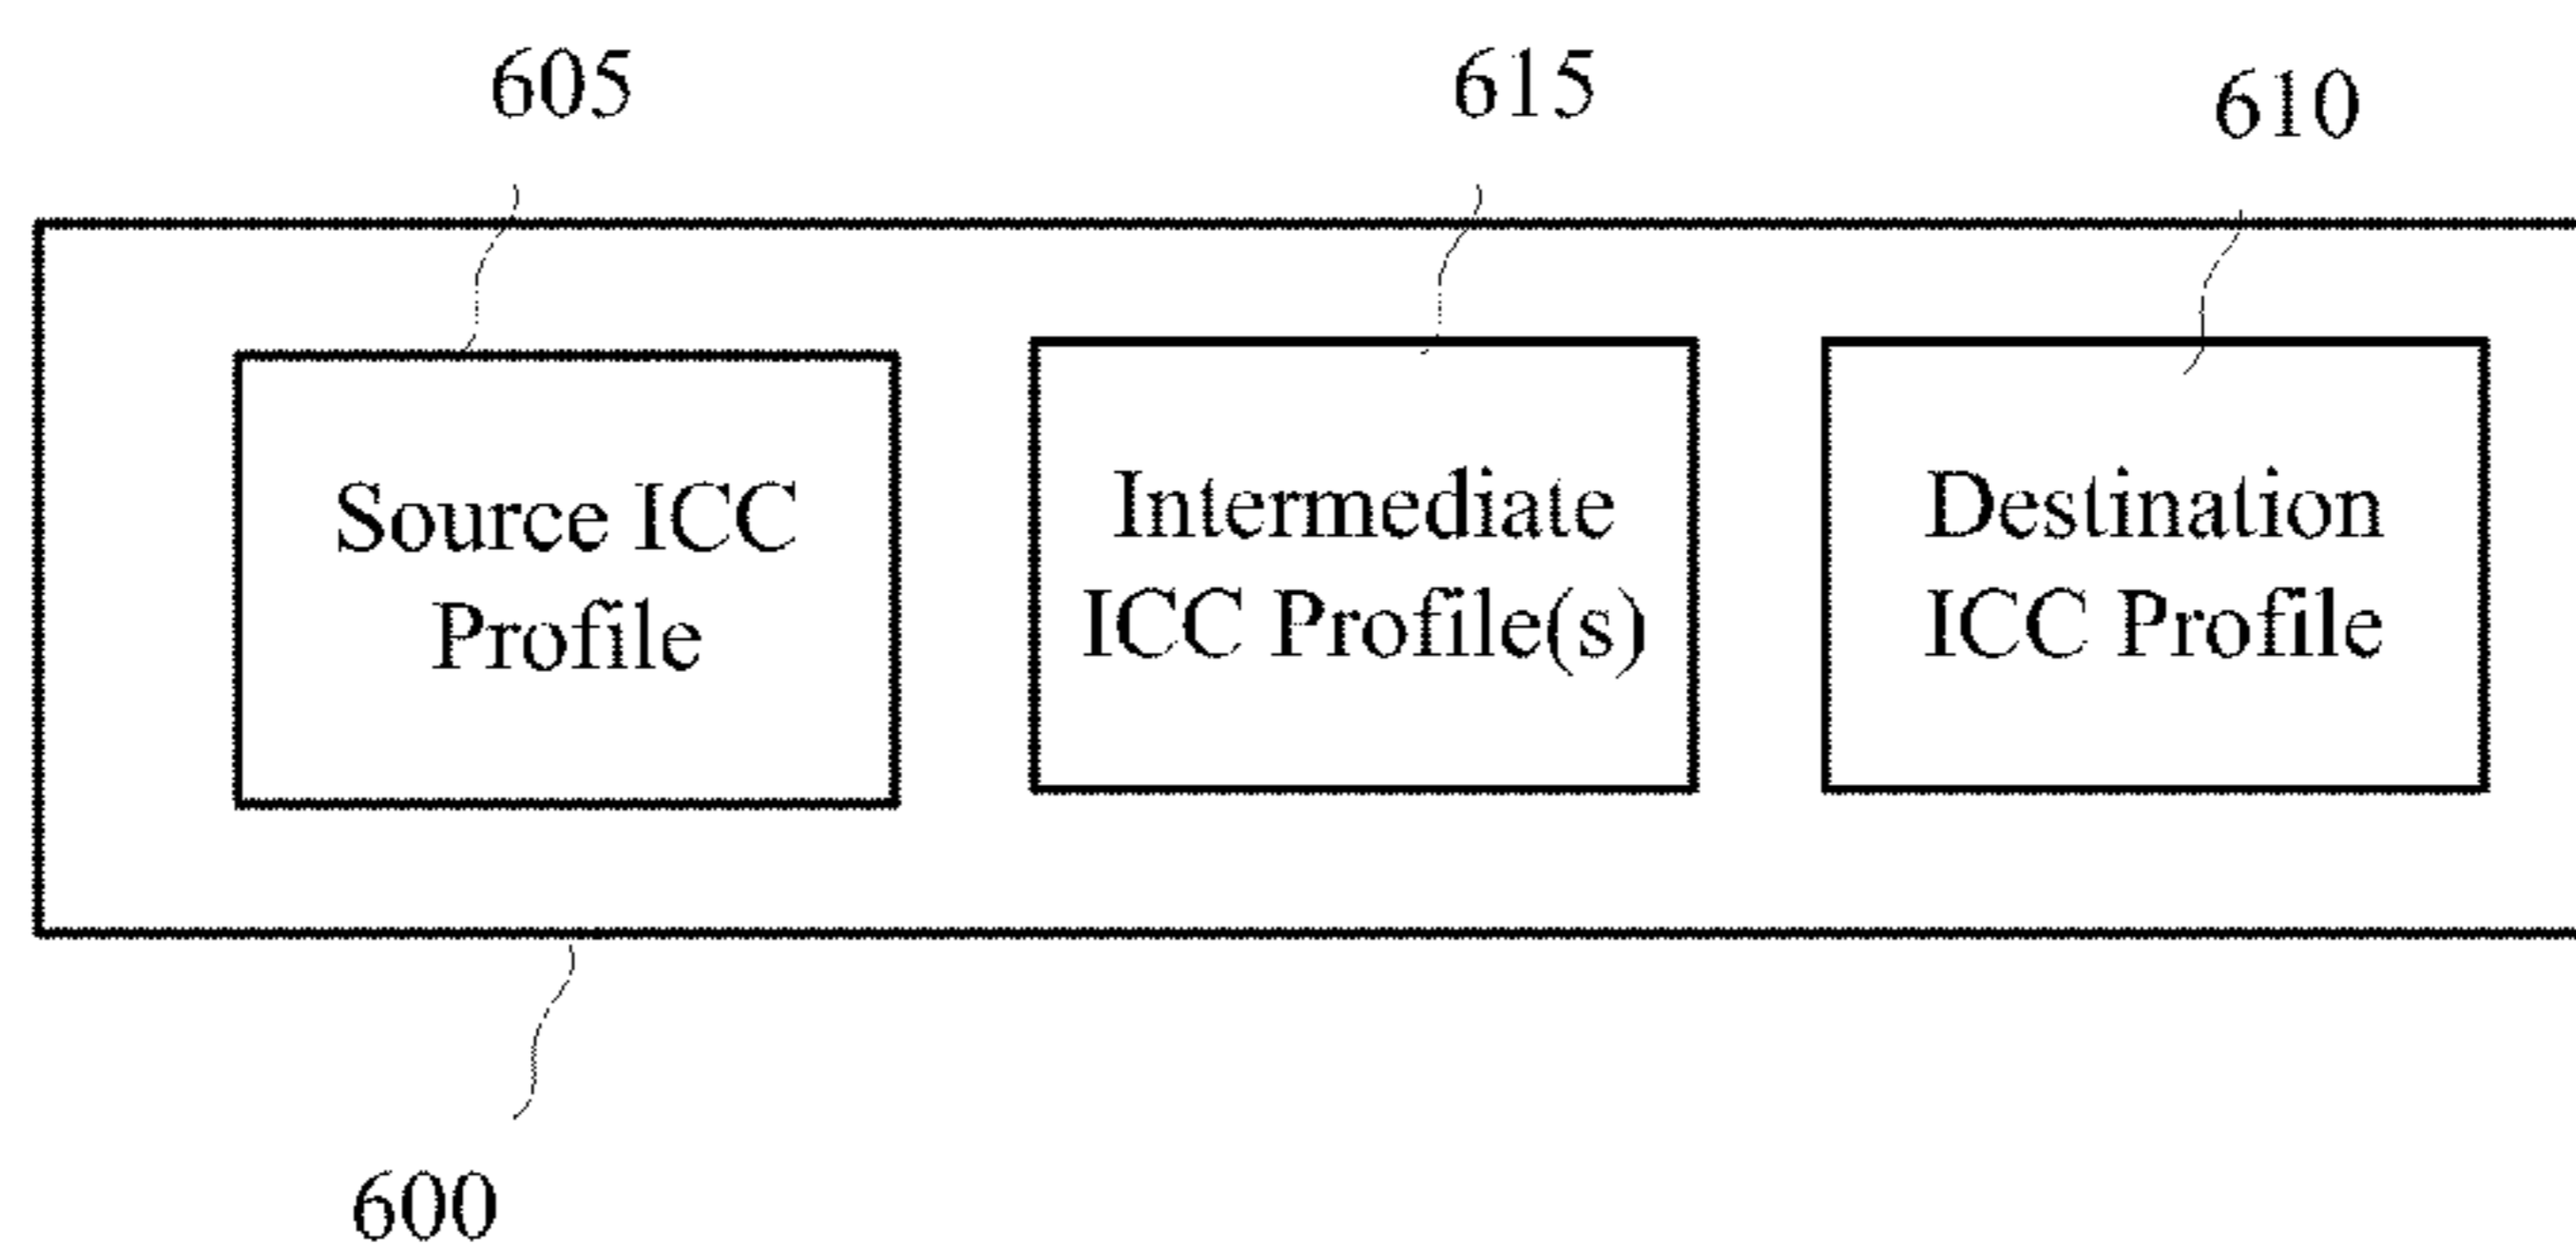 605
615
610
Source ICC
Profile
Intermediate
ICC Profile(s)
Destination
ICC Profile
600